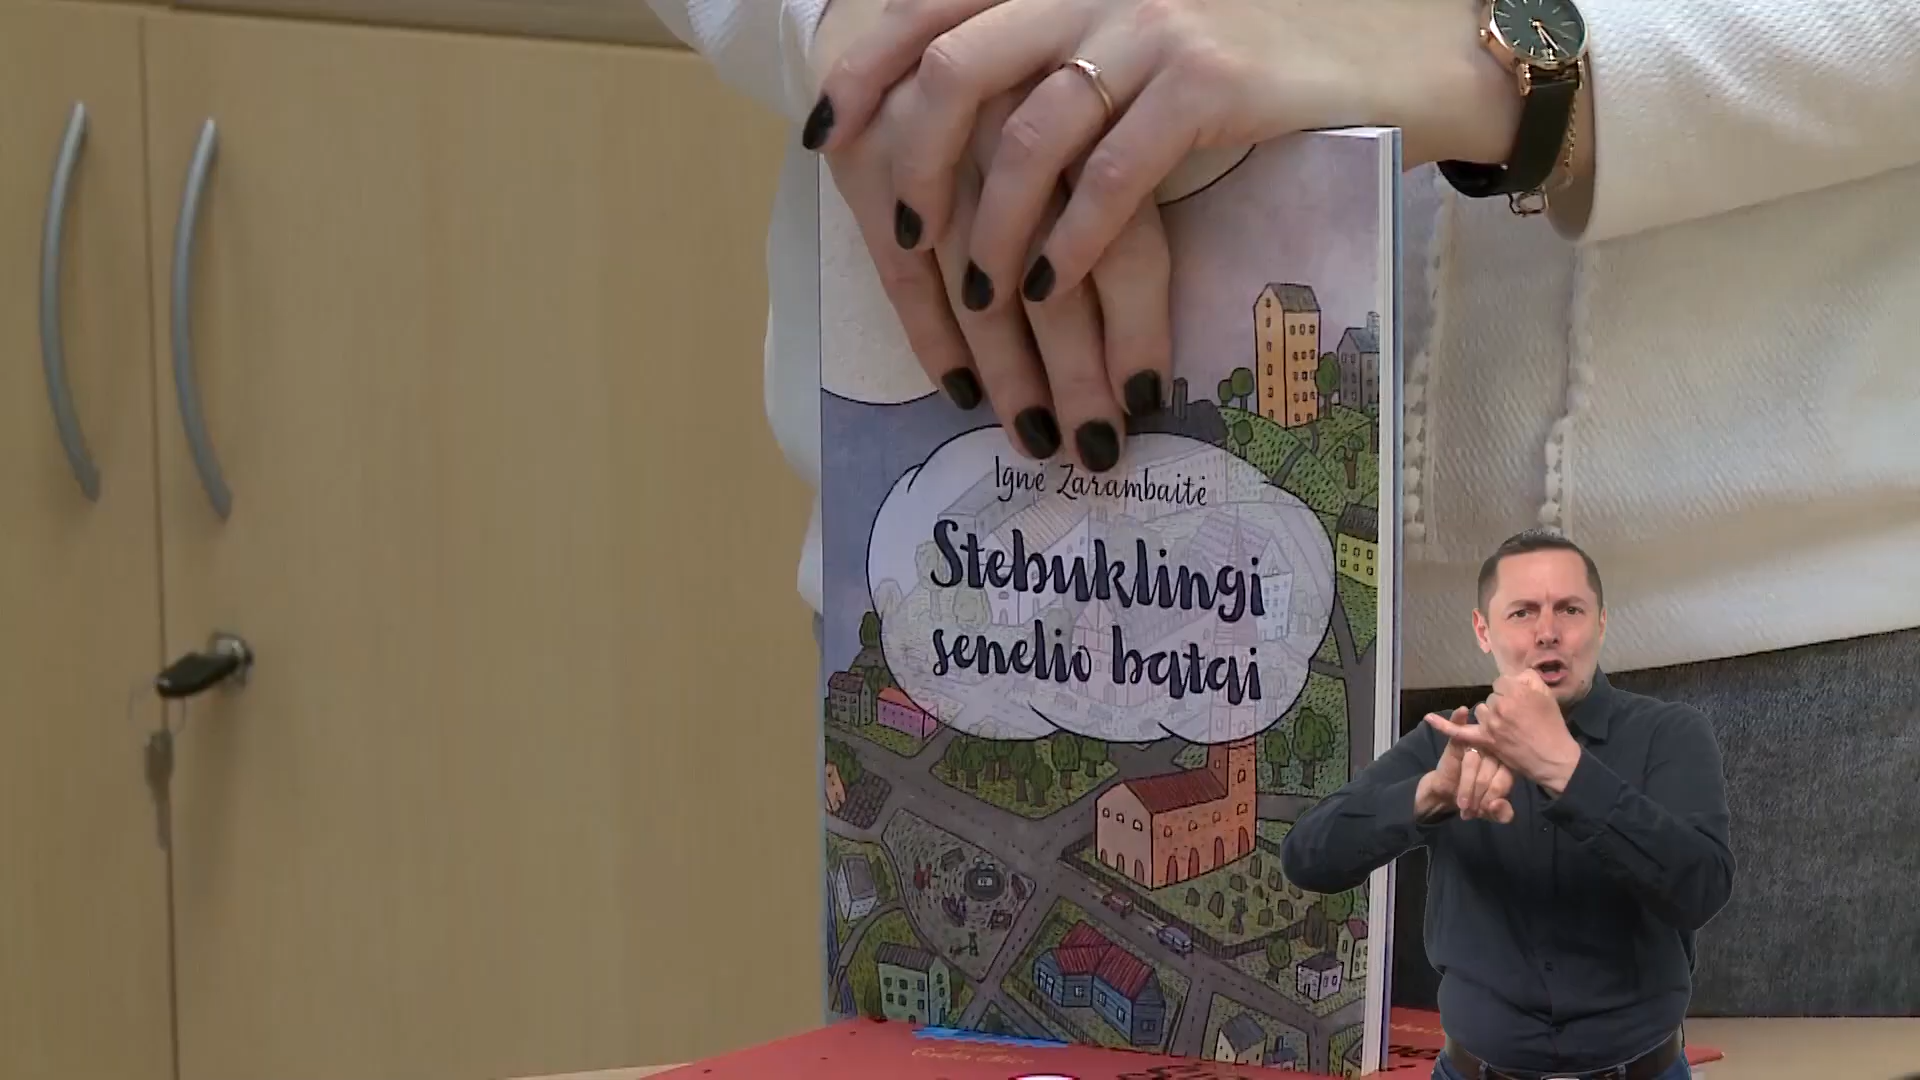 Ignė Zarambaitė
Stebuklingi
senelio batai